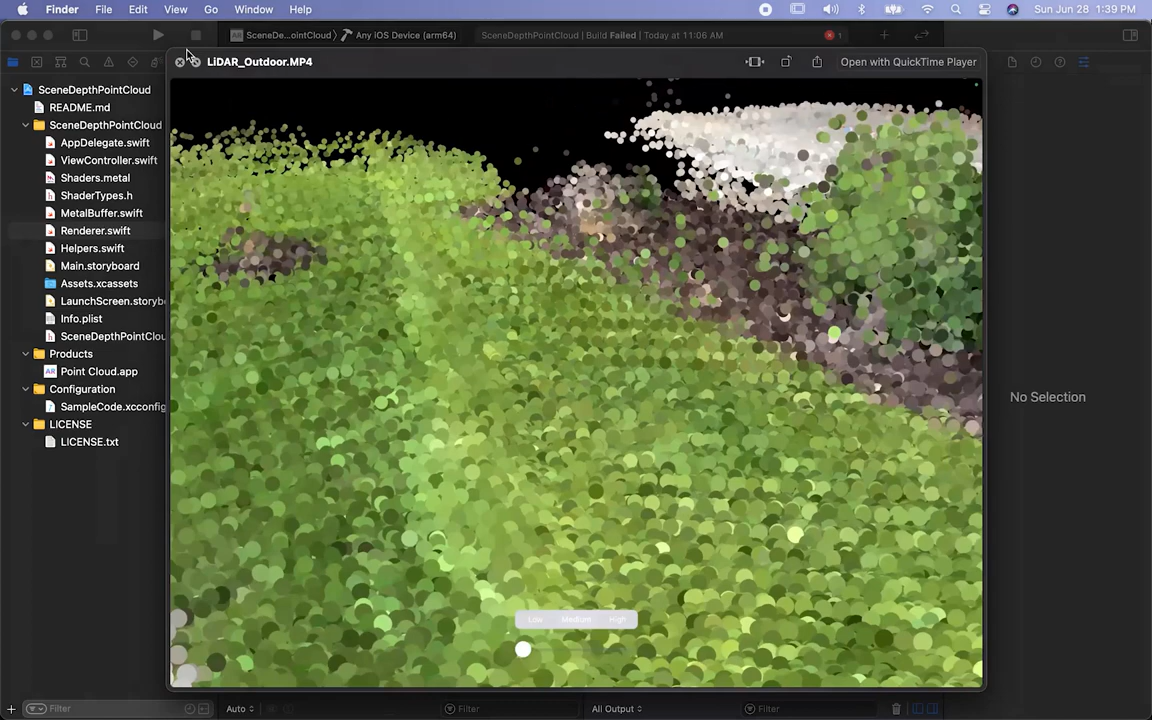 Finder File Edit View Go Window Help Sun Jun 28 1:39 PM
SceneDe...ointCloud Any iOS Device (arm64) SceneDepthPointCloud | Build Failed | Today at 11:06 AM 1
LiDAR_Outdoor.MP4 Open with QuickTime Player
SceneDepthPointCloud
README.md
SceneDepthPointCloud
AppDelegate.swift
ViewController.swift
Shaders.metal
ShaderTypes.h
MetalBuffer.swift
Renderer.swift
Helpers.swift
Main.storyboard
Assets.xcassets
LaunchScreen.storyb
Info.plist
SceneDepthPointClou
Products
Point Cloud.app
Configuration
SampleCode.xcconfig
LICENSE
LICENSE.txt
No Selection
Low Medium High
Filter Auto Filter All Output Filter